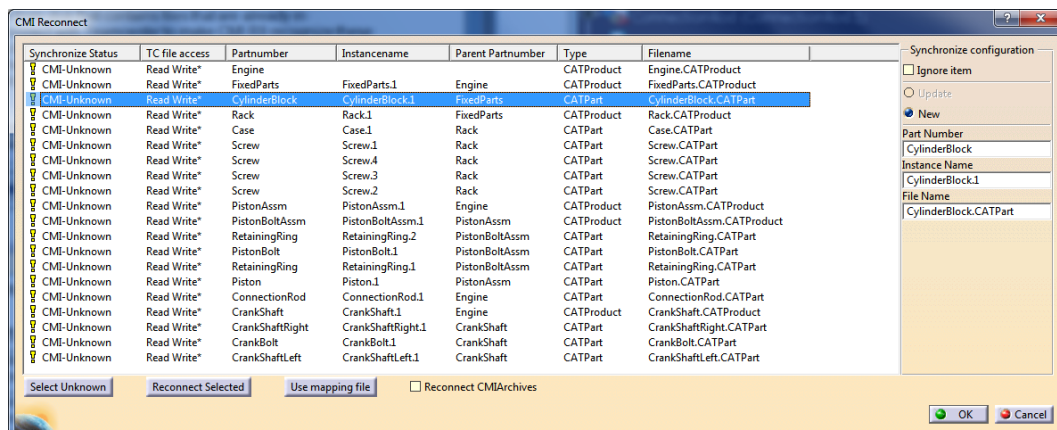 CMI Reconnect
Synchronize Status TC file access Partnumber Instancename Parent Partnumber Type Filename
CMI-Unknown Read Write* Engine CATProduct Engine.CATProduct
CMI-Unknown Read Write* FixedParts FixedParts.1 Engine CATProduct FixedParts.CATProduct
CMI-Unknown Read Write* CylinderBlock CylinderBlock.1 FixedParts CATPart CylinderBlock.CATPart
CMI-Unknown Read Write* Rack Rack.1 FixedParts CATProduct Rack.CATProduct
CMI-Unknown Read Write* Case Case.1 Rack CATPart Case.CATPart
CMI-Unknown Read Write* Screw Screw.1 Rack CATPart Screw.CATPart
CMI-Unknown Read Write* Screw Screw.4 Rack CATPart Screw.CATPart
CMI-Unknown Read Write* Screw Screw.3 Rack CATPart Screw.CATPart
CMI-Unknown Read Write* Screw Screw.2 Rack CATPart Screw.CATPart
CMI-Unknown Read Write* PistonAssm PistonAssm.1 Engine CATProduct PistonAssm.CATProduct
CMI-Unknown Read Write* PistonBoltAssm PistonBoltAssm.1 PistonAssm CATProduct PistonBoltAssm.CATProduct
CMI-Unknown Read Write* RetainingRing RetainingRing.2 PistonBoltAssm CATPart RetainingRing.CATPart
CMI-Unknown Read Write* PistonBolt PistonBolt.1 PistonBoltAssm CATPart PistonBolt.CATPart
CMI-Unknown Read Write* RetainingRing RetainingRing.1 PistonBoltAssm CATPart RetainingRing.CATPart
CMI-Unknown Read Write* Piston Piston.1 PistonAssm CATPart Piston.CATPart
CMI-Unknown Read Write* ConnectionRod ConnectionRod.1 Engine CATPart ConnectionRod.CATPart
CMI-Unknown Read Write* CrankShaft CrankShaft.1 Engine CATProduct CrankShaft.CATProduct
CMI-Unknown Read Write* CrankShaftRight CrankShaftRight.1 CrankShaft CATPart CrankShaftRight.CATPart
CMI-Unknown Read Write* CrankBolt CrankBolt.1 CrankShaft CATPart CrankBolt.CATPart
CMI-Unknown Read Write* CrankShaftLeft CrankShaftLeft.1 CrankShaft CATPart CrankShaftLeft.CATPart
Synchronize configuration
Ignore item
Update
New
Part Number
CylinderBlock
Instance Name
CylinderBlock.1
File Name
CylinderBlock.CATPart
Select Unknown Reconnect Selected Use mapping file Reconnect CMIArchives
OK Cancel